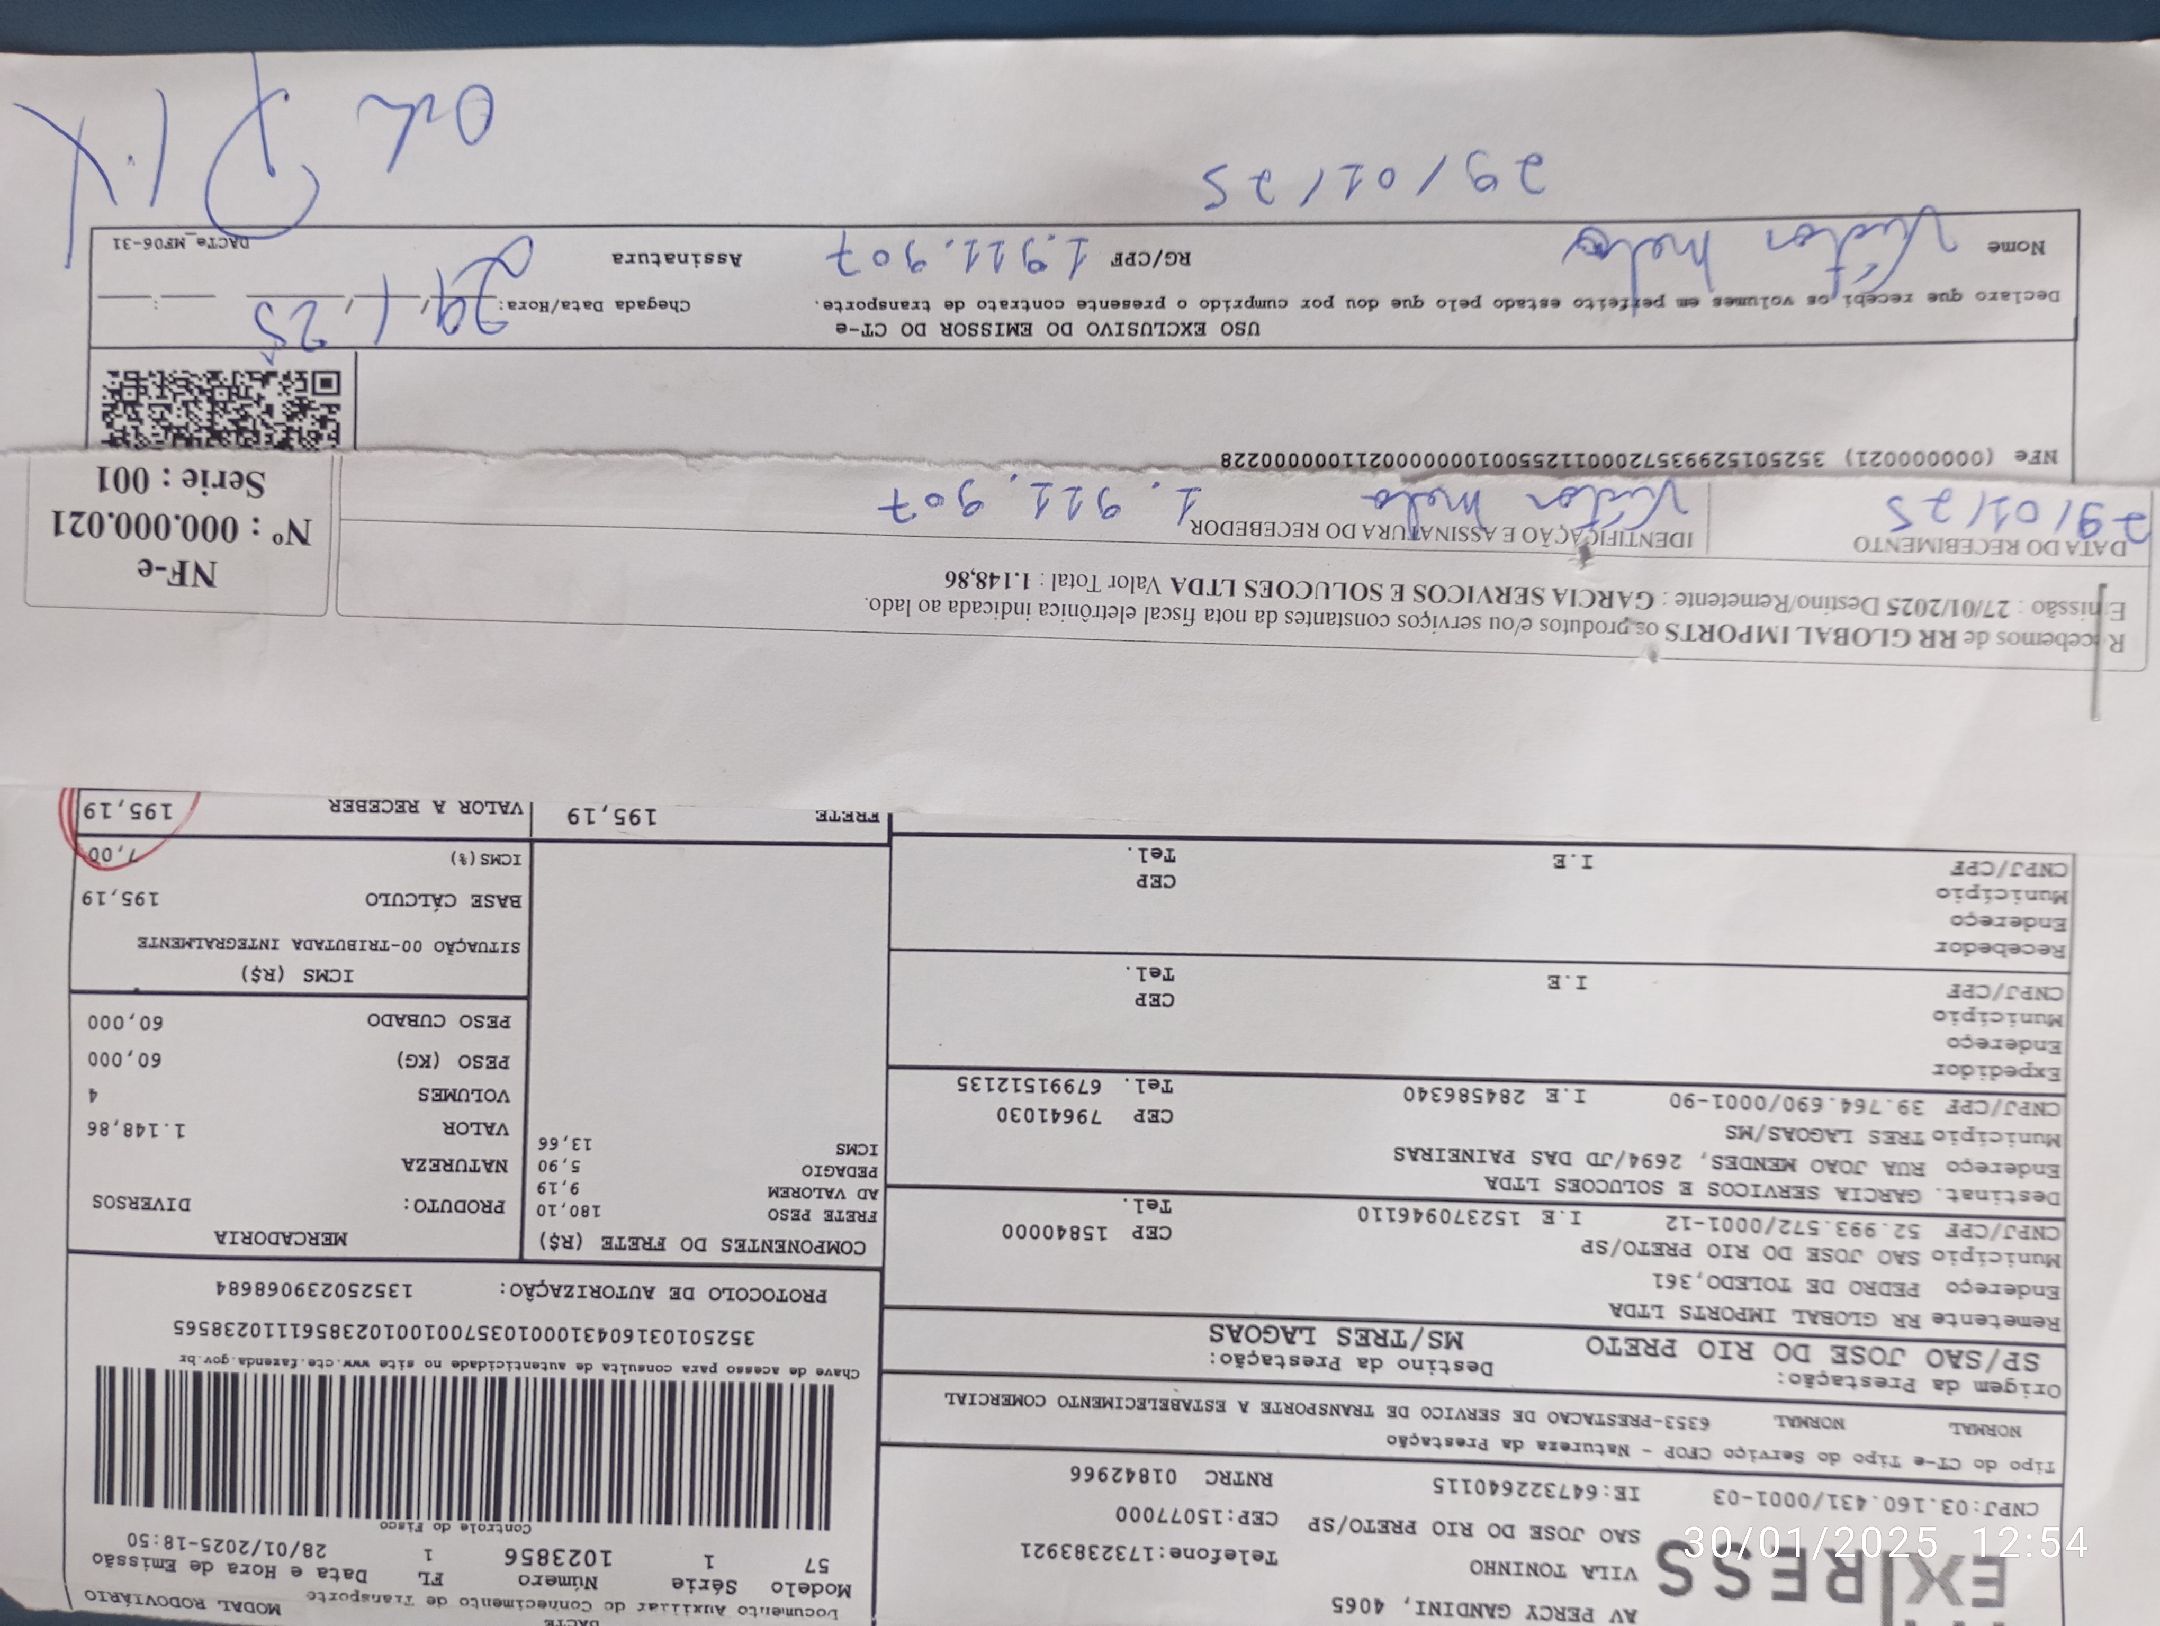 EXPRESS
AV PERCY GANDINI, 4065
VILA TONINHO
SAO JOSE DO RIO PRETO/SP
Telefone:1732383921
CEP:15077000
CNPJ:03.160.431/0001-03 IE:647322640115 RNTRC 01842966
DACTE
Documento Auxiliar do Conhecimento de Transporte MODAL RODOVIÁRIO
Modelo Série Número FL Data e Hora de Emissão
57 1 1023856 1 28/01/2025-18:50
Controle do Fisco
Chave de acesso para consulta de autenticidade no site www.cte.fazenda.gov.br
352501031604310001035700100102385611110238565
PROTOCOLO DE AUTORIZAÇÃO: 135250239068684
Tipo do CT-e Tipo do Serviço CFOP - Natureza da Prestação
NORMAL NORMAL 6353-PRESTACAO DE SERVICO DE TRANSPORTE A ESTABELECIMENTO COMERCIAL
Origem da Prestação: Destino da Prestação:
SP/SAO JOSE DO RIO PRETO MS/TRES LAGOAS
Remetente RR GLOBAL IMPORTS LTDA
Endereço PEDRO DE TOLEDO,361
Município SAO JOSE DO RIO PRETO/SP CEP 15840000
CNPJ/CPF 52.993.572/0001-12 I.E 152370946110 Tel.
Destinat. GARCIA SERVICOS E SOLUCOES LTDA
Endereço RUA JOAO MENDES, 2694/JD DAS PAINEIRAS
Município TRES LAGOAS/MS CEP 79641030
CNPJ/CPF 39.764.690/0001-90 I.E 284586340 Tel. 67991512135
Expedidor
Endereço
Município CEP
CNPJ/CPF I.E Tel.
Recebedor
Endereço
Município CEP
CNPJ/CPF I.E Tel.
COMPONENTES DO FRETE (R$)
FRETE PESO 180,10
AD VALOREM 9,19
PEDAGIO 5,90
ICMS 13,66
FRETE 195,19
MERCADORIA
PRODUTO: DIVERSOS
NATUREZA
VALOR 1.148,86
VOLUMES 4
PESO (KG) 60,000
PESO CUBADO 60,000
ICMS (R$)
SITUAÇÃO 00-TRIBUTADA INTEGRALMENTE
BASE CÁLCULO 195,19
ICMS(%) 7,00
VALOR A RECEBER 195,19
Recebemos de RR GLOBAL IMPORTS os produtos e/ou serviços constantes da nota fiscal eletrônica indicada ao lado.
Emissão : 27/01/2025 Destino/Remetente : GARCIA SERVICOS E SOLUCOES LTDA Valor Total : 1.148,86
DATA DO RECEBIMENTO IDENTIFICAÇÃO E ASSINATURA DO RECEBEDOR
29/01/25 Victor Melo 1.911.907
NF-e
Nº : 000.000.021
Serie : 001
NFe (00000021) 35250152993572000112550010000000211000000228
USO EXCLUSIVO DO EMISSOR DO CT-e
Declaro que recebi os volumes em perfeito estado pelo que dou por cumprido o presente contrato de transporte. Chegada Data/Hora: 29/1/25
Nome Victor Melo RG/CPF 1.911.907 Assinatura
DACTe_MF06-31
29/01/25
PIX
30/01/2025 12:54